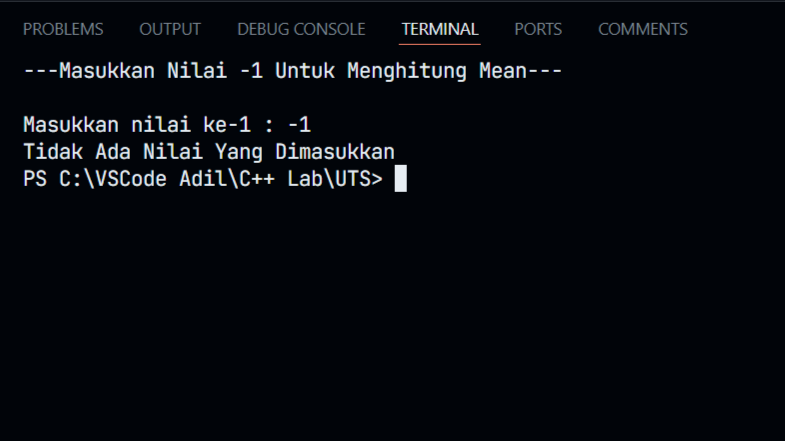 PROBLEMS OUTPUT DEBUG CONSOLE TERMINAL PORTS COMMENTS
---Masukkan Nilai -1 Untuk Menghitung Mean---
Masukkan nilai ke-1 : -1
Tidak Ada Nilai Yang Dimasukkan
PS C:\VSCode Adil\C++ Lab\UTS>